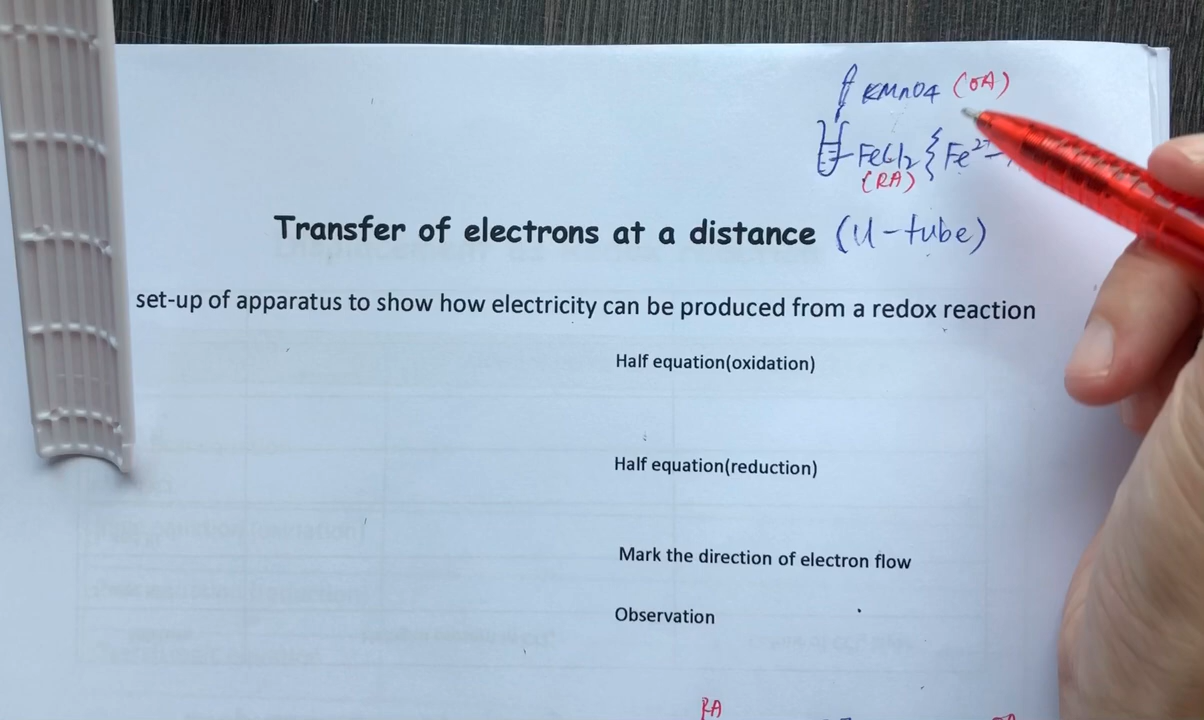 KMnO4 (OA)
FeCl2 { Fe²⁺
(RA)
Transfer of electrons at a distance (U-tube)
set-up of apparatus to show how electricity can be produced from a redox reaction
Half equation(oxidation)
Half equation(reduction)
Mark the direction of electron flow
Observation
RA